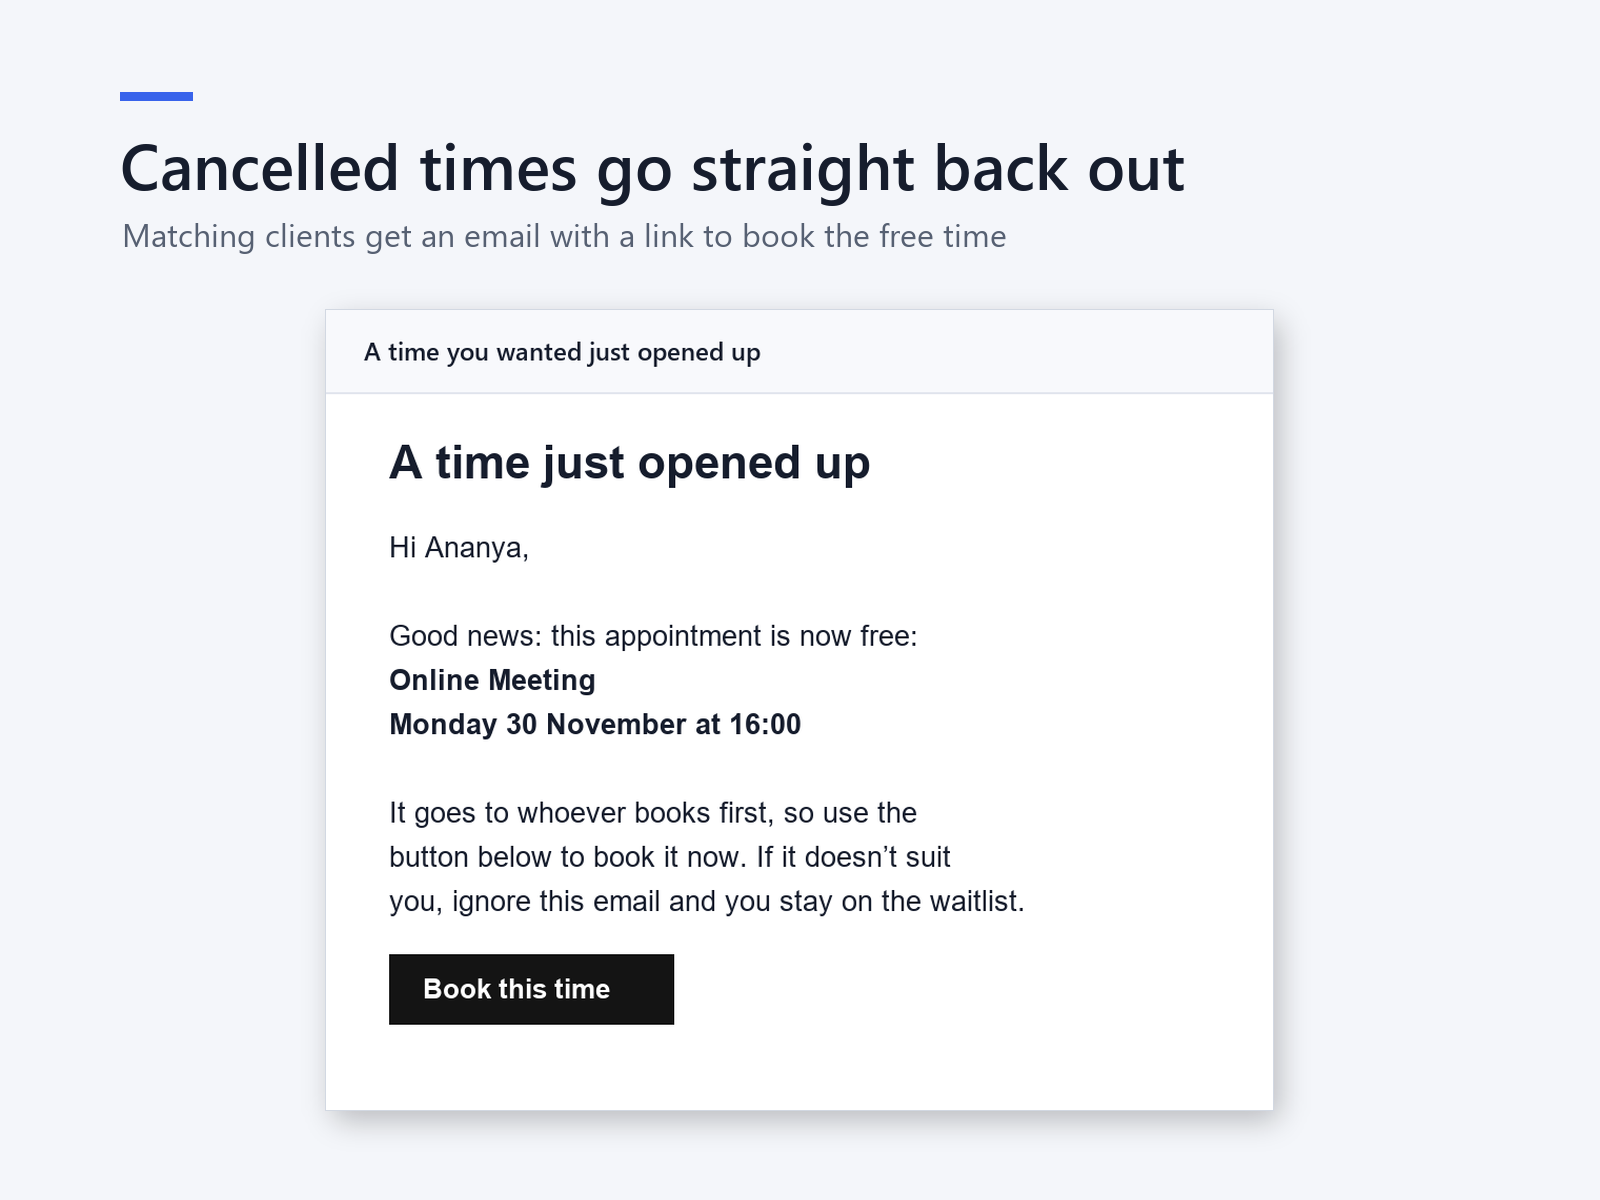 Cancelled times go straight back out
Matching clients get an email with a link to book the free time
A time you wanted just opened up
A time just opened up
Hi Ananya,
Good news: this appointment is now free:
Online Meeting
Monday 30 November at 16:00
It goes to whoever books first, so use the
button below to book it now. If it doesn’t suit
you, ignore this email and you stay on the waitlist.
Book this time